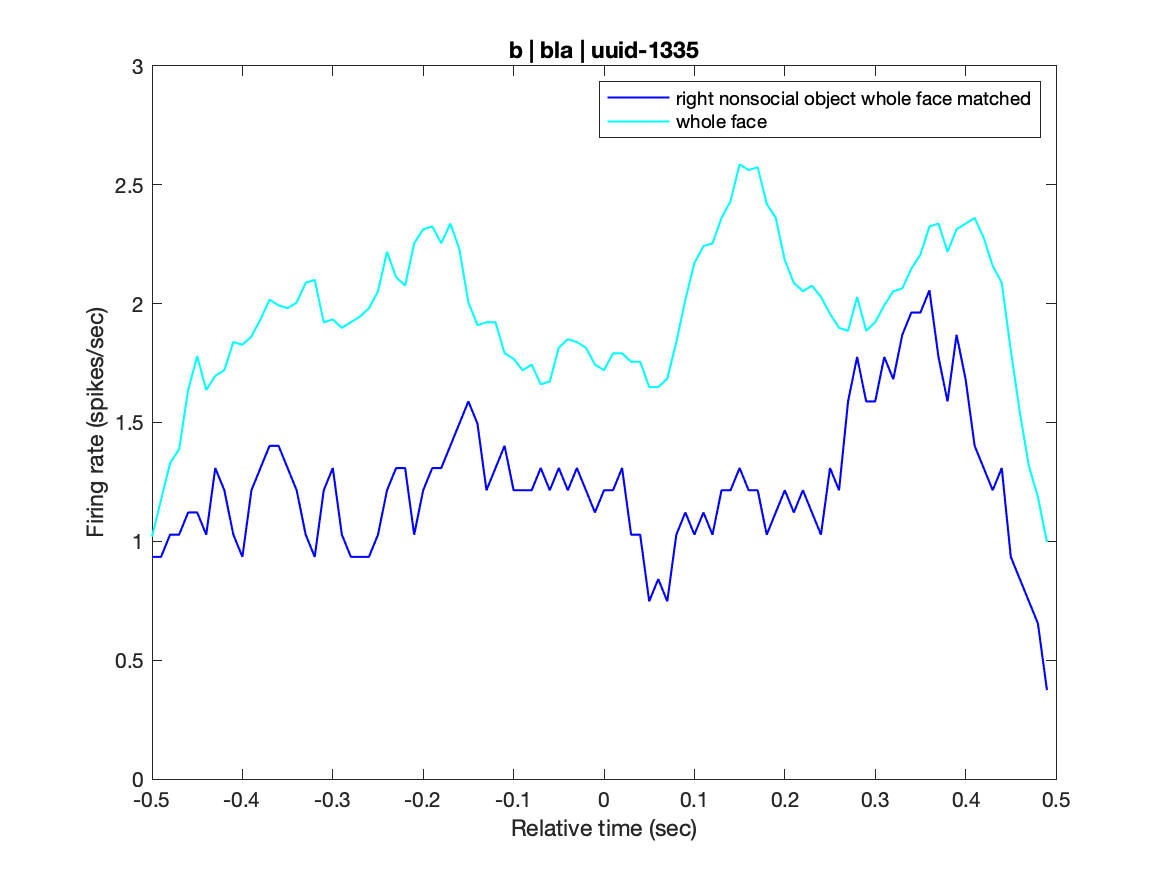 b | bla | uuid-1335
right nonsocial object whole face matched
whole face
3
2.5
2
1.5
1
0.5
0
Firing rate (spikes/sec)
-0.5 -0.4 -0.3 -0.2 -0.1 0 0.1 0.2 0.3 0.4 0.5
Relative time (sec)